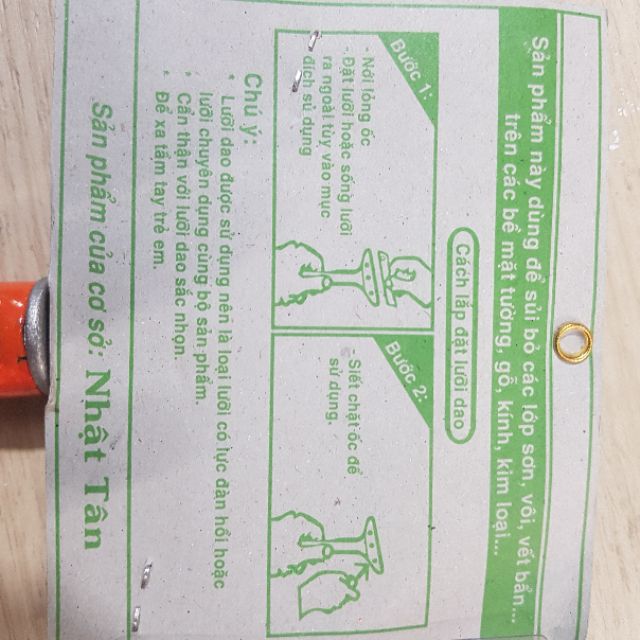 Sản phẩm này dùng để sủi bỏ các lớp sơn, vôi, vết bẩn...
trên các bề mặt tường, gỗ, kính, kim loại...
Cách lắp đặt lưỡi dao
Bước 1:
- Nới lỏng ốc
- Đặt lưỡi hoặc sống lưỡi
ra ngoài tùy vào mục
đích sử dụng
Bước 2:
- Siết chặt ốc để
sử dụng.
Chú ý:
* Lưỡi dao được sử dụng nên là loại lưỡi có lực đàn hồi hoặc
lưỡi chuyên dụng cùng bộ sản phẩm.
* Cẩn thận với lưỡi dao sắc nhọn.
* Để xa tầm tay trẻ em.
Sản phẩm của cơ sở: Nhật Tân